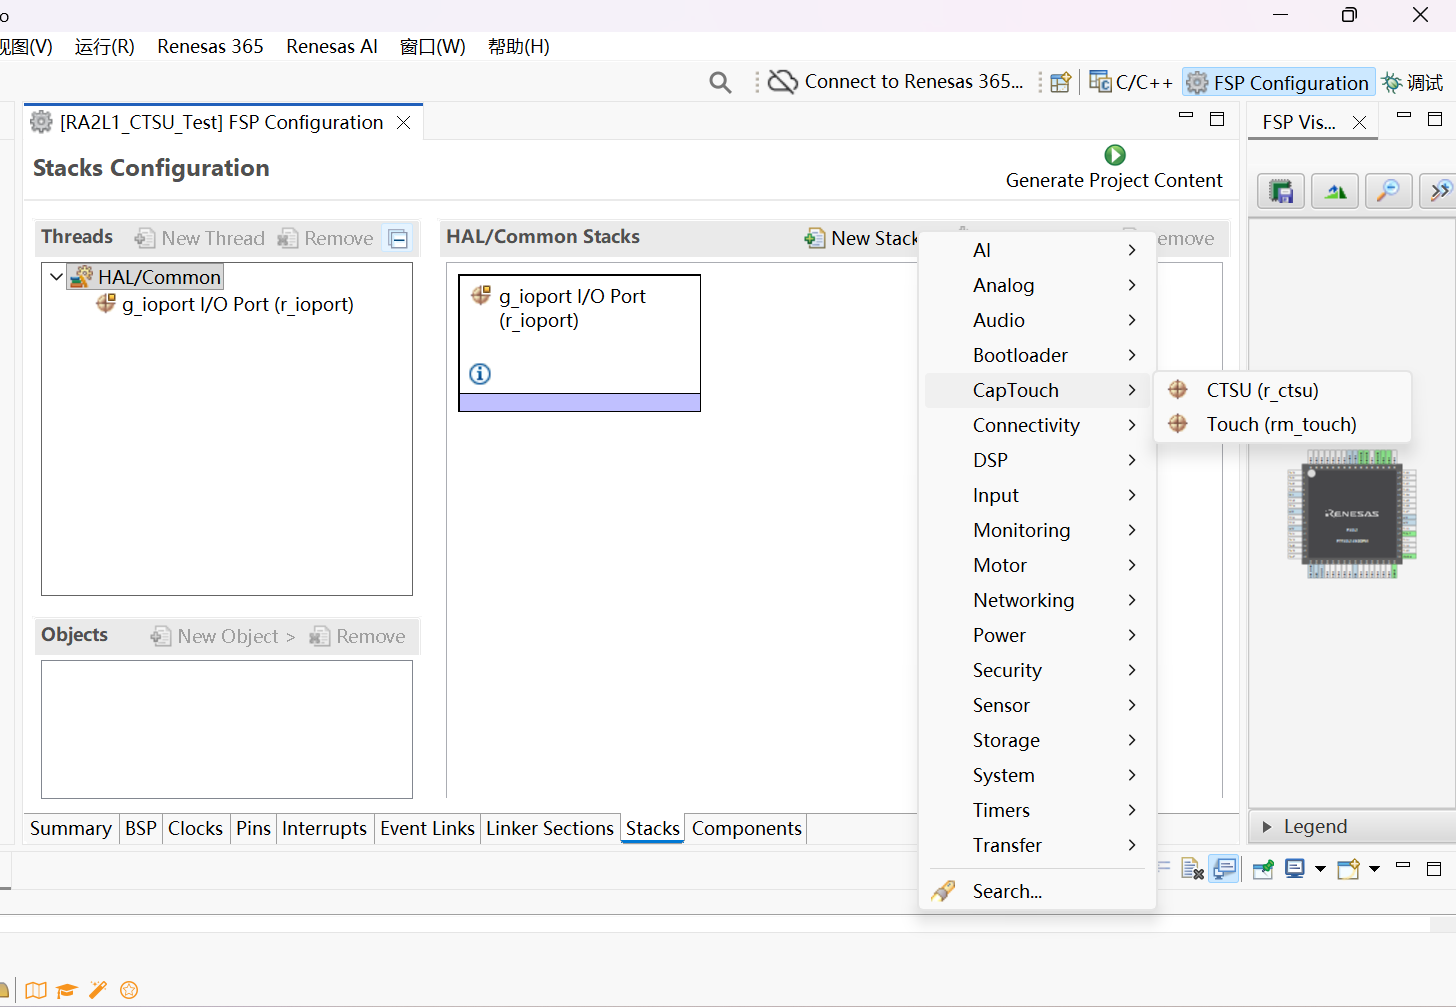 o
视图(V) 运行(R) Renesas 365 Renesas AI 窗口(W) 帮助(H)
Connect to Renesas 365... C/C++ FSP Configuration 调试
[RA2L1_CTSU_Test] FSP Configuration
FSP Vis...
Stacks Configuration
Generate Project Content
Threads New Thread Remove
HAL/Common Stacks New Stack emove
HAL/Common
g_ioport I/O Port (r_ioport)
g_ioport I/O Port
(r_ioport)
AI
Analog
Audio
Bootloader
CapTouch
CTSU (r_ctsu)
Touch (rm_touch)
Connectivity
DSP
Input
Monitoring
Motor
Networking
Power
Security
Sensor
Storage
System
Timers
Transfer
Search...
RENESAS
Objects New Object > Remove
Summary BSP Clocks Pins Interrupts Event Links Linker Sections Stacks Components
Legend